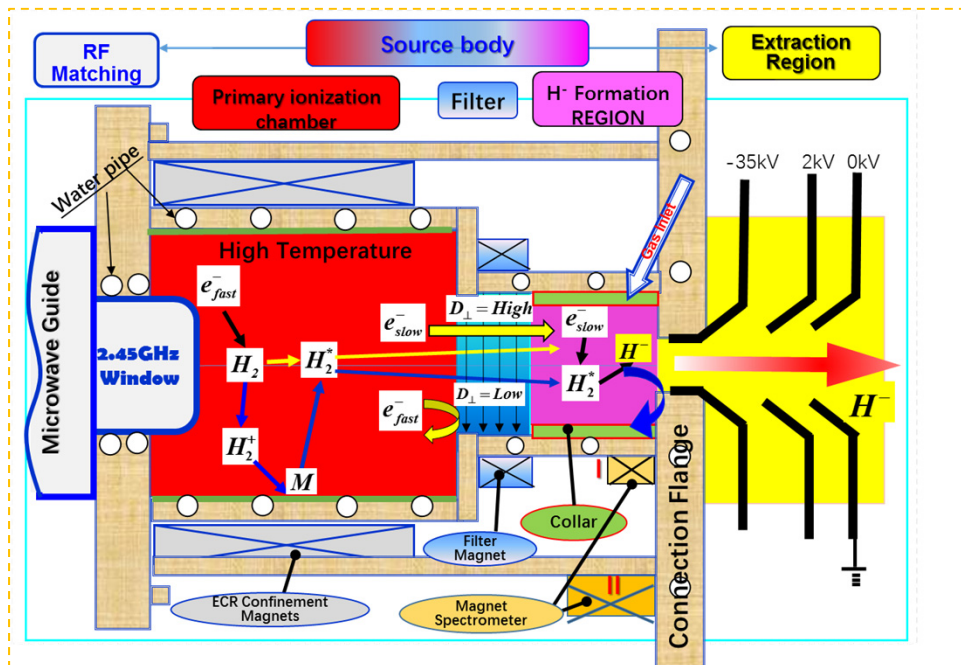 RF
Matching
Source body
Extraction
Region
Primary ionization
chamber
Filter
H⁻ Formation
REGION
-35kV
2kV
0kV
Water pipe
Gas Inlet
High Temperature
Microwave Guide
2.45GHz
Window
e⁻fast
H₂
H₂*
H₂⁺
M
e⁻slow
D⊥=High
e⁻fast
D⊥=Low
e⁻slow
H₂*
H⁻
H⁻
I
Collar
Filter
Magnet
II
ECR Confinement
Magnets
Magnet
Spectrometer
Connection Flange